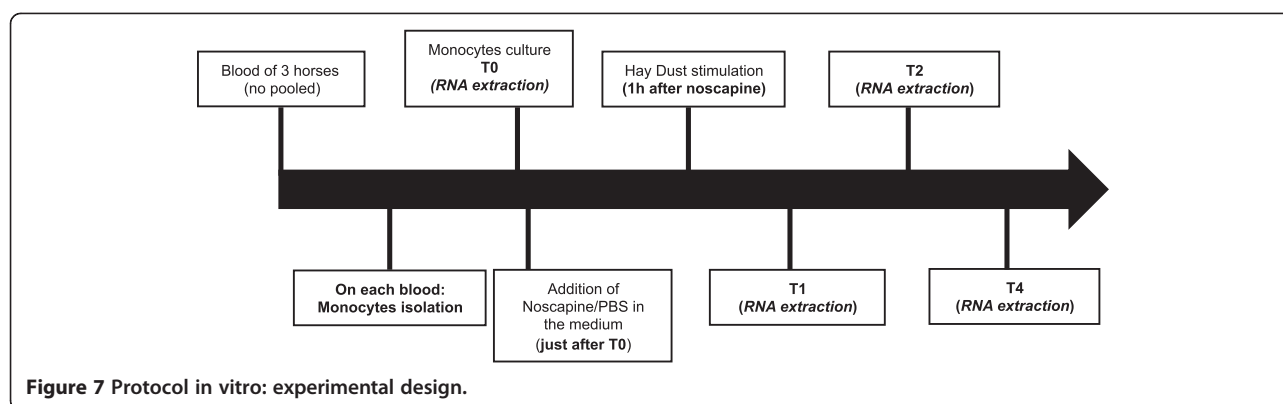 Blood of 3 horses
(no pooled)
Monocytes culture
T0
(RNA extraction)
Hay Dust stimulation
(1h after noscapine)
T2
(RNA extraction)
On each blood:
Monocytes isolation
Addition of
Noscapine/PBS in
the medium
(just after T0)
T1
(RNA extraction)
T4
(RNA extraction)
Figure 7 Protocol in vitro: experimental design.